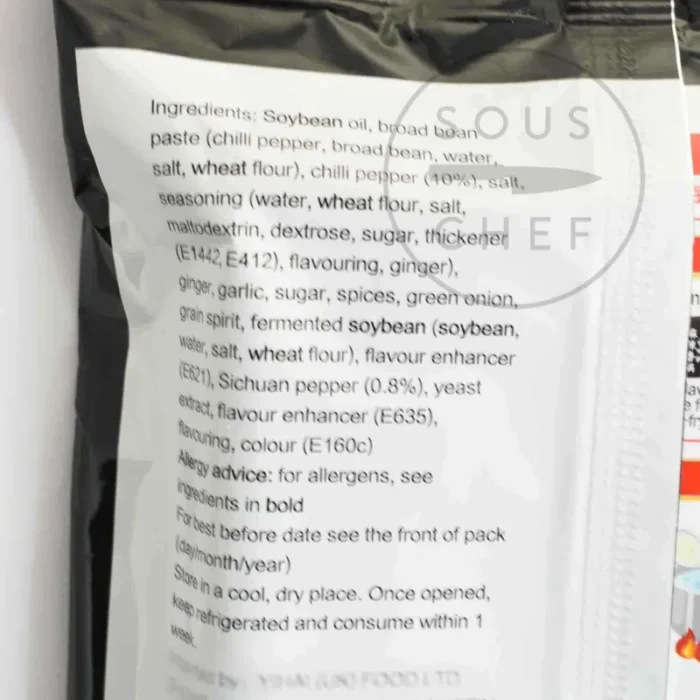 Ingredients: Soybean oil, broad bean
paste (chilli pepper, broad bean, water,
salt, wheat flour), chilli pepper (10%), salt,
seasoning (water, wheat flour, salt,
maltodextrin, dextrose, sugar, thickener
(E1442, E412), flavouring, ginger),
ginger, garlic, sugar, spices, green onion,
grain spirit, fermented soybean (soybean,
water, salt, wheat flour), flavour enhancer
(E621), Sichuan pepper (0.8%), yeast
extract, flavour enhancer (E635),
flavouring, colour (E160c)
Allergy advice: for allergens, see
ingredients in bold
For best before date see the front of pack
(day/month/year)
Store in a cool, dry place. Once opened,
keep refrigerated and consume within 1
week.
by: YIHAI (UK) FOOD LTD
SOUS
CHEF